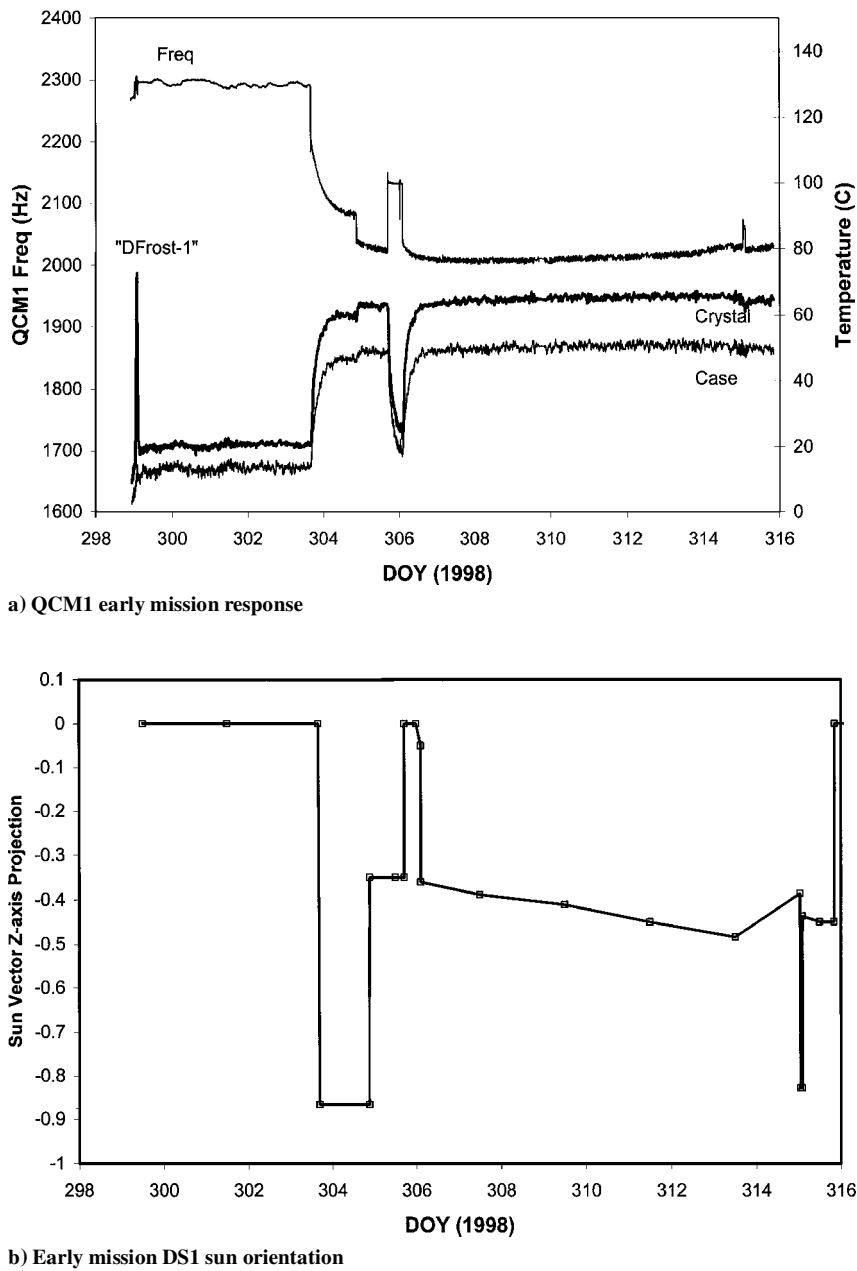 2400
2300
2200
2100
2000
1900
1800
1700
1600
QCM1 Freq (Hz)
Freq
"DFrost-1"
Crystal
Case
140
120
100
80
60
40
20
0
Temperature (C)
298 300 302 304 306 308 310 312 314 316
DOY (1998)
a) QCM1 early mission response
0.1
0
-0.1
-0.2
-0.3
-0.4
-0.5
-0.6
-0.7
-0.8
-0.9
-1
Sun Vector Z-axis Projection
298 300 302 304 306 308 310 312 314 316
DOY (1998)
b) Early mission DS1 sun orientation